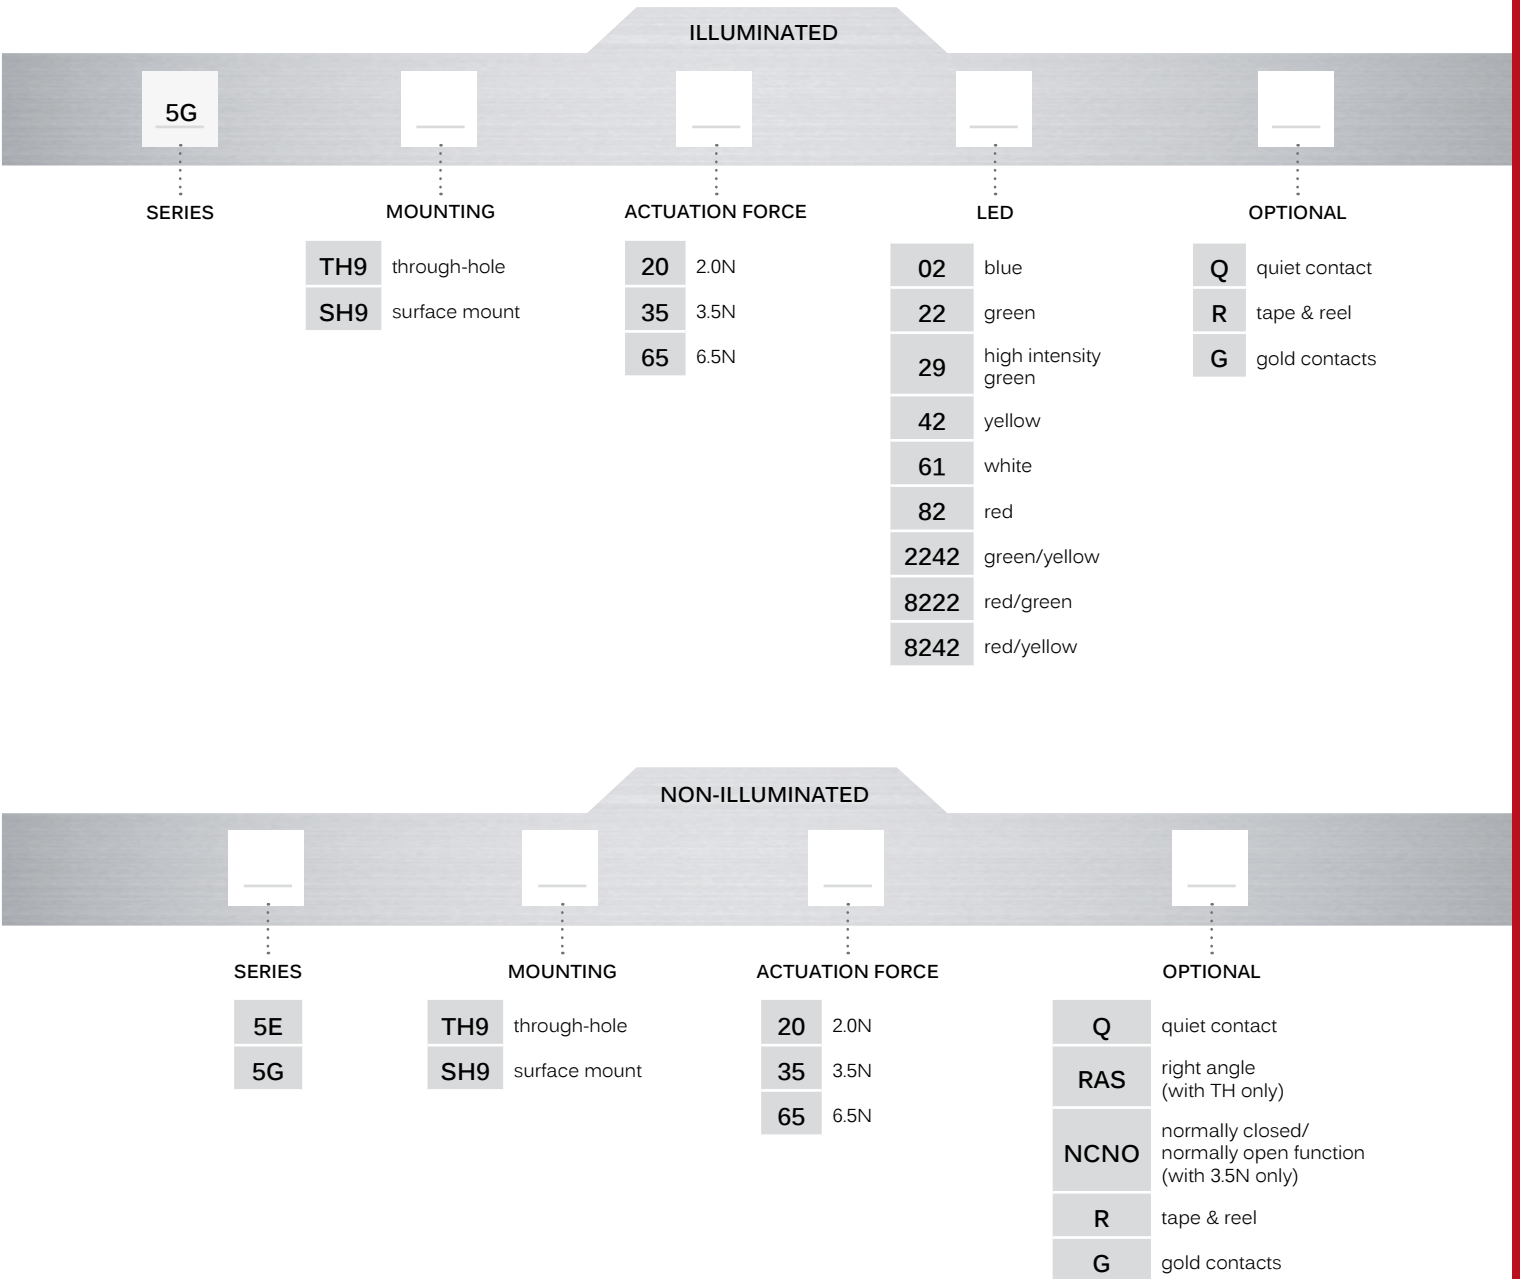 ILLUMINATED
5G
SERIES
MOUNTING
TH9 through-hole
SH9 surface mount
ACTUATION FORCE
20 2.0N
35 3.5N
65 6.5N
LED
02 blue
22 green
29 high intensity
green
42 yellow
61 white
82 red
2242 green/yellow
8222 red/green
8242 red/yellow
OPTIONAL
Q quiet contact
R tape & reel
G gold contacts
NON-ILLUMINATED
SERIES
5E
5G
MOUNTING
TH9 through-hole
SH9 surface mount
ACTUATION FORCE
20 2.0N
35 3.5N
65 6.5N
OPTIONAL
Q quiet contact
RAS right angle
(with TH only)
NCNO normally closed/
normally open function
(with 3.5N only)
R tape & reel
G gold contacts